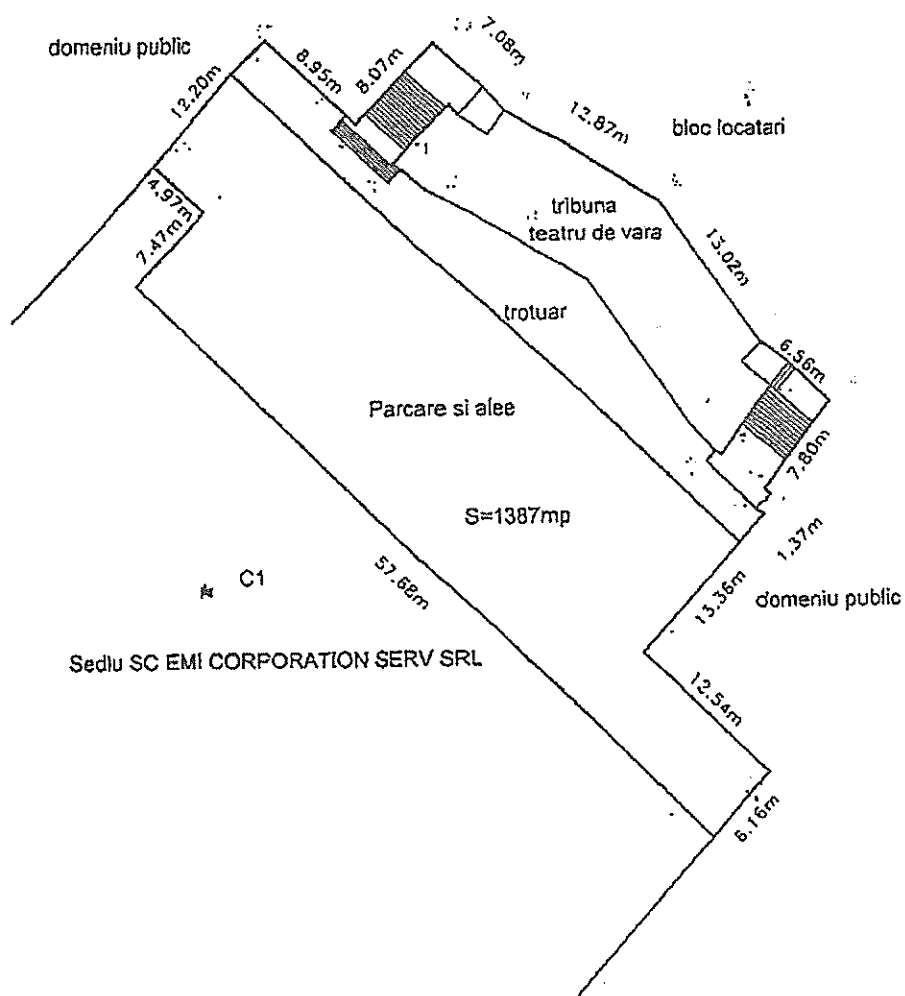 domeniu public
7.08m
8.95m
8.07m
12.20m
12.87m
bloc locatari
4.97m
7.47m
tribuna
teatru de vara
13.02m
trotuar
6.56m
Parcare si alee
7.80m
S=1387mp
1.37m
C1
57.68m
13.36m
domeniu public
Sediu SC EMI CORPORATION SERV SRL
12.54m
6.16m